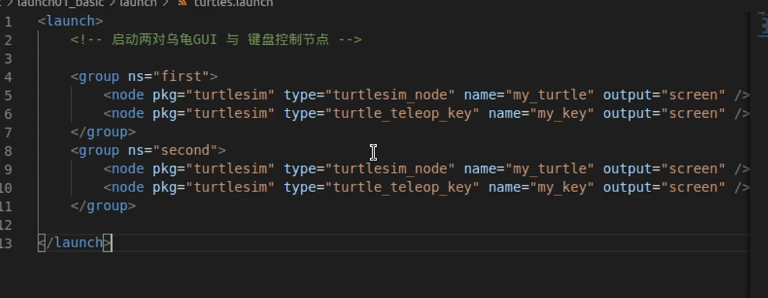 launch01_basic > launch > turtles.launch
1 <launch>
2 <!-- 启动两对乌龟GUI 与 键盘控制节点 -->
3
4 <group ns="first">
5 <node pkg="turtlesim" type="turtlesim_node" name="my_turtle" output="screen" />
6 <node pkg="turtlesim" type="turtle_teleop_key" name="my_key" output="screen" />
7 </group>
8 <group ns="second">
9 <node pkg="turtlesim" type="turtlesim_node" name="my_turtle" output="screen" />
10 <node pkg="turtlesim" type="turtle_teleop_key" name="my_key" output="screen" />
11 </group>
12
13 </launch>